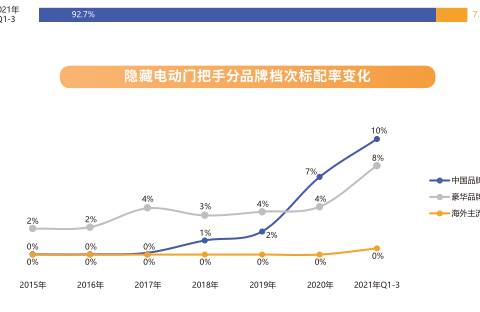 021年
Q1-3
92.7%
7.
隐藏电动门把手分品牌档次标配率变化
10%
8%
7%
4%
4%
3%
4%
2%
2%
1%
2%
0%
0%
0%
0%
0%
0%
0%
0%
0%
0%
2015年
2016年
2017年
2018年
2019年
2020年
2021年Q1-3
中国品牌
豪华品牌
海外主流